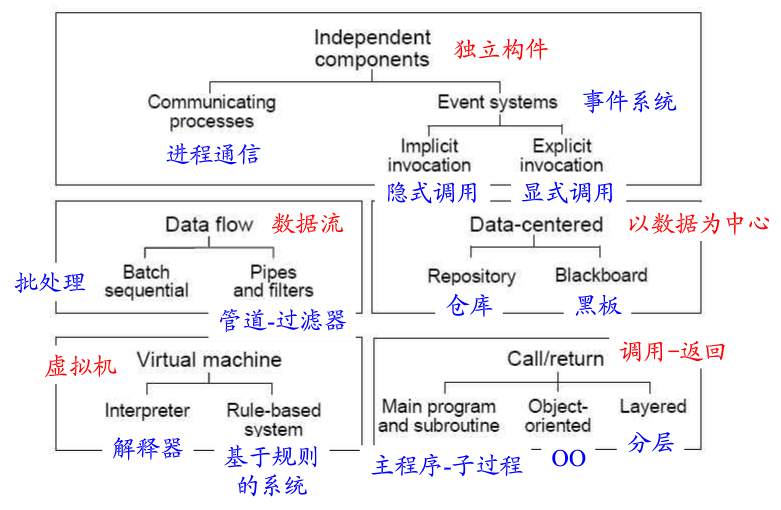 Independent
components
独立构件
Communicating
processes
进程通信
Event systems
事件系统
Implicit
invocation
隐式调用
Explicit
invocation
显式调用
Data flow
数据流
Batch
sequential
批处理
Pipes
and filters
管道-过滤器
Data-centered
以数据为中心
Repository
仓库
Blackboard
黑板
Virtual machine
虚拟机
Interpreter
解释器
Rule-based
system
基于规则
的系统
Call/return
调用-返回
Main program
and subroutine
主程序-子过程
Object-
oriented
OO
Layered
分层